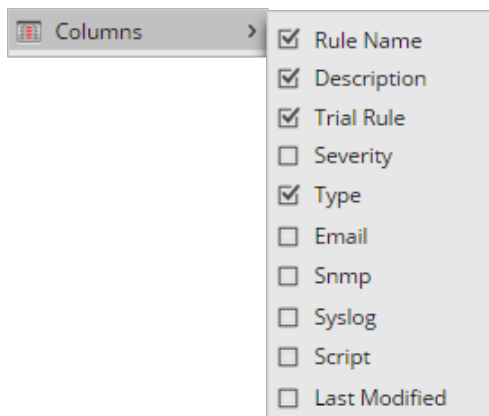 Columns
Rule Name
Description
Trial Rule
Severity
Type
Email
Snmp
Syslog
Script
Last Modified